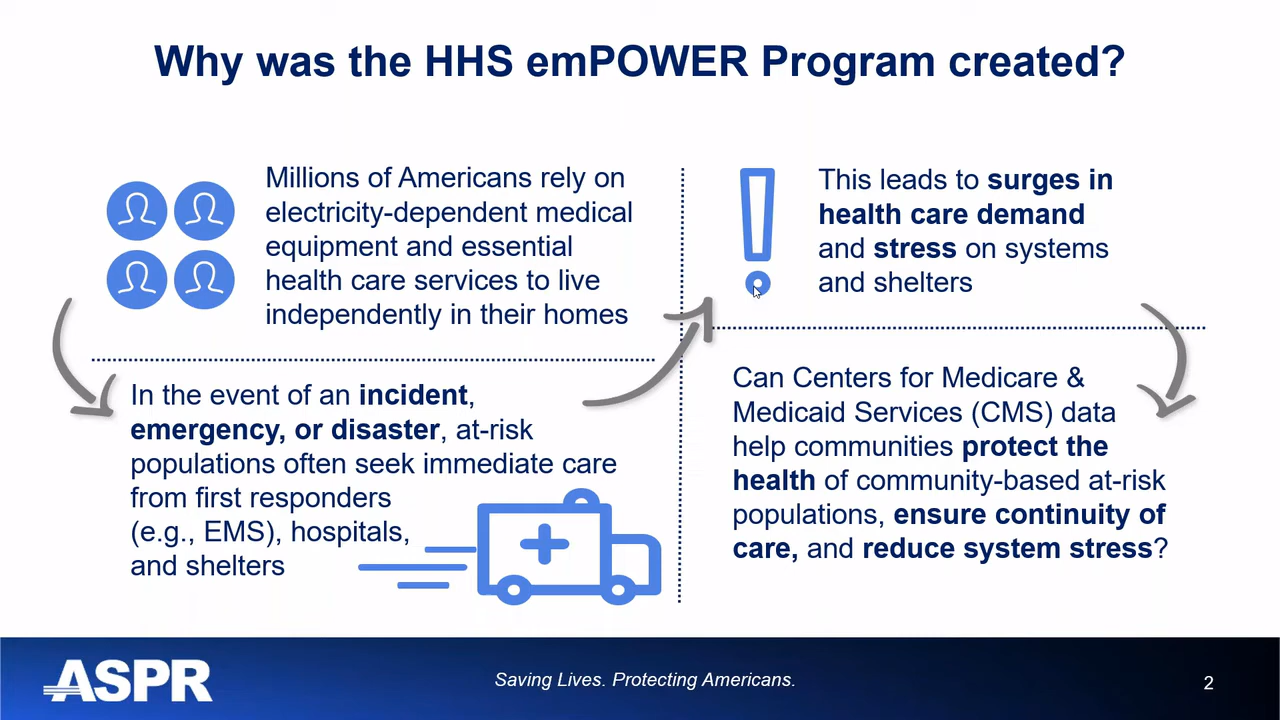 Why was the HHS emPOWER Program created?
Millions of Americans rely on
electricity-dependent medical
equipment and essential
health care services to live
independently in their homes
In the event of an incident,
emergency, or disaster, at-risk
populations often seek immediate care
from first responders
(e.g., EMS), hospitals,
and shelters
This leads to surges in
health care demand
and stress on systems
and shelters
Can Centers for Medicare &
Medicaid Services (CMS) data
help communities protect the
health of community-based at-risk
populations, ensure continuity of
care, and reduce system stress?
ASPR
Saving Lives. Protecting Americans.
2